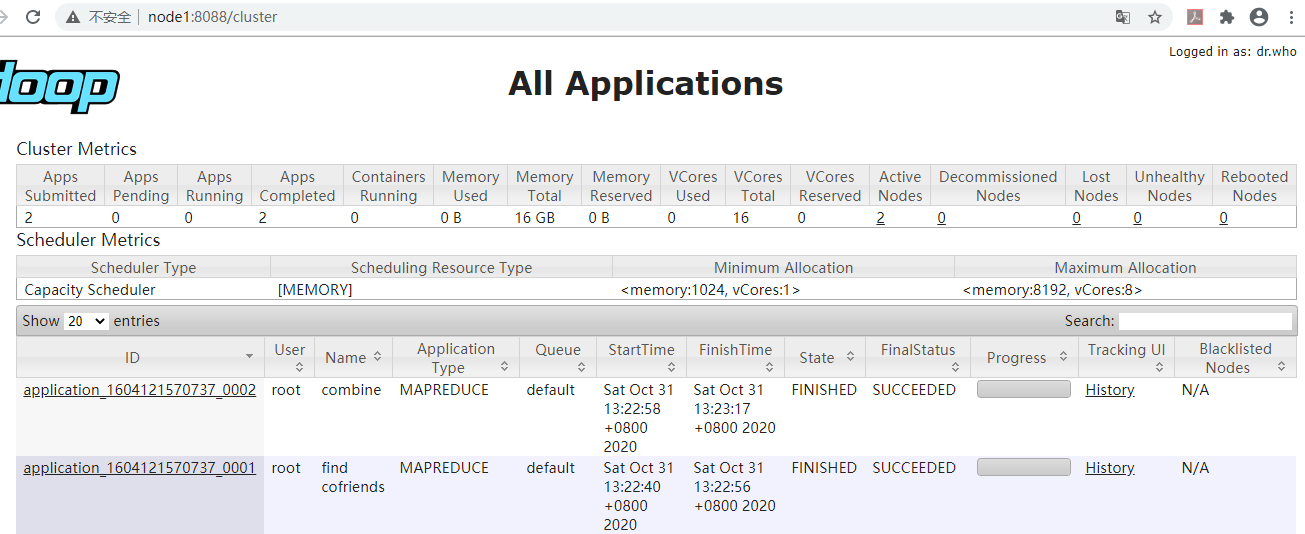 不安全 | node1:8088/cluster
Logged in as: dr.who
doop
All Applications
Cluster Metrics
Apps Submitted Apps Pending Apps Running Apps Completed Containers Running Memory Used Memory Total Memory Reserved VCores Used VCores Total VCores Reserved Active Nodes Decommissioned Nodes Lost Nodes Unhealthy Nodes Rebooted Nodes
2 0 0 2 0 0 B 16 GB 0 B 0 16 0 2 0 0 0 0
Scheduler Metrics
Scheduler Type Scheduling Resource Type Minimum Allocation Maximum Allocation
Capacity Scheduler [MEMORY] <memory:1024, vCores:1> <memory:8192, vCores:8>
Show 20 entries Search:
ID User Name Application Type Queue StartTime FinishTime State FinalStatus Progress Tracking UI Blacklisted Nodes
application_1604121570737_0002 root combine MAPREDUCE default Sat Oct 31 13:22:58 +0800 2020 Sat Oct 31 13:23:17 +0800 2020 FINISHED SUCCEEDED History N/A
application_1604121570737_0001 root find cofriends MAPREDUCE default Sat Oct 31 13:22:40 +0800 2020 Sat Oct 31 13:22:56 +0800 2020 FINISHED SUCCEEDED History N/A